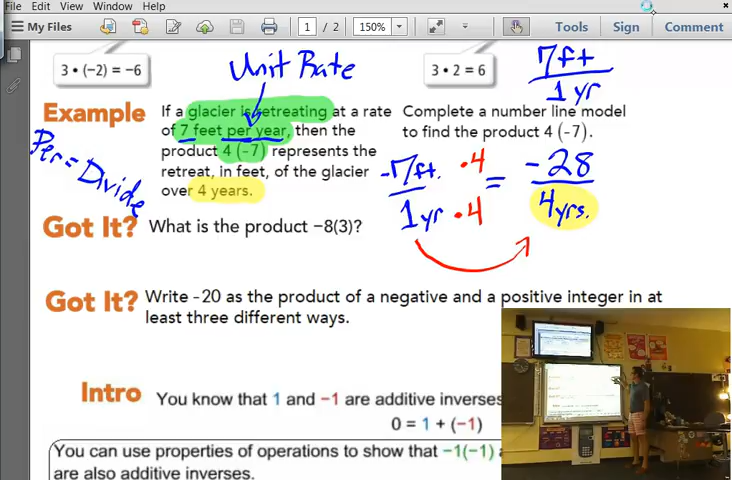 File Edit View Window Help
My Files 1 / 2 150% Tools Sign Comment
3 • (−2) = −6
Unit Rate
3 • 2 = 6
7ft
1yr
Example
If a glacier is retreating at a rate
of 7 feet per year, then the
product 4 (−7) represents the
retreat, in feet, of the glacier
over 4 years.
Per = Divide
Complete a number line model
to find the product 4 (−7).
-7ft. •4 = -28
1yr •4 4yrs.
Got It? What is the product −8(3)?
Got It? Write −20 as the product of a negative and a positive integer in at
least three different ways.
Intro You know that 1 and −1 are additive inverses
0 = 1 + (−1)
You can use properties of operations to show that −1(−1)
are also additive inverses.